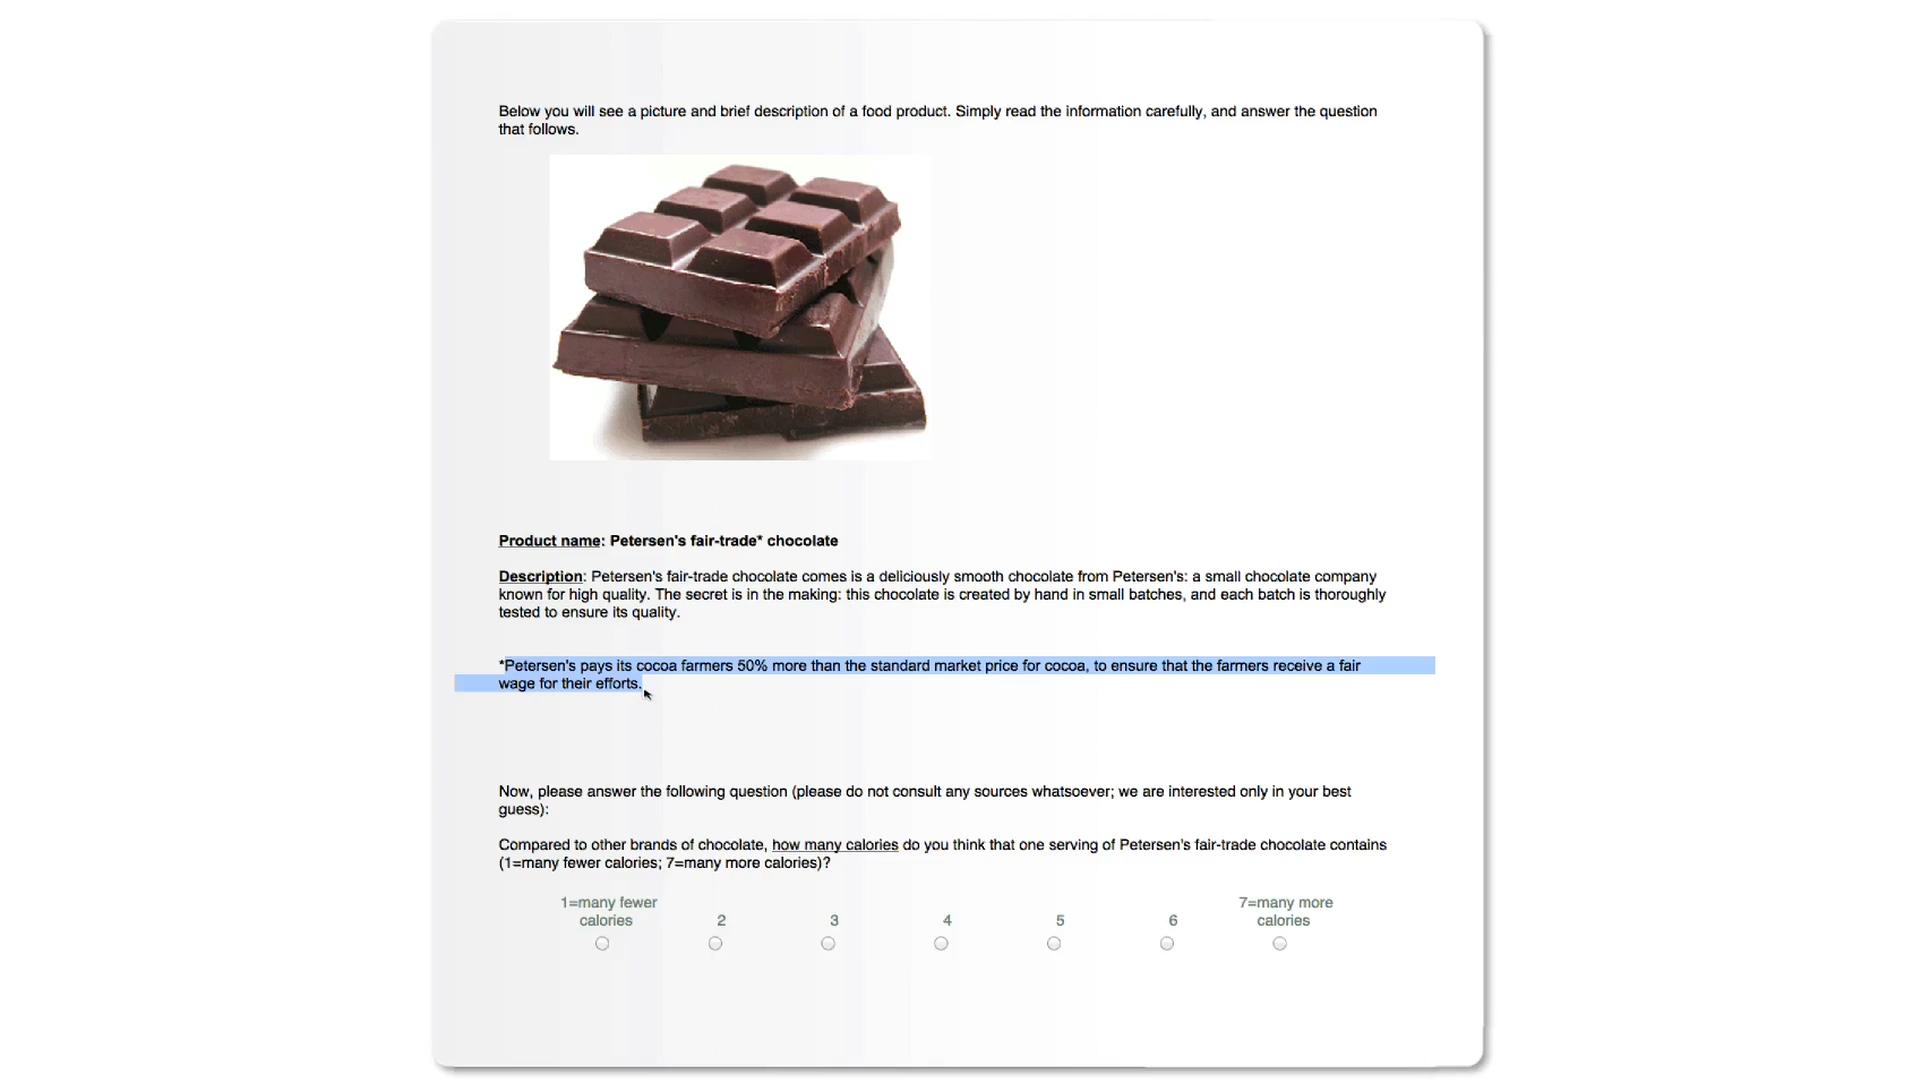 Below you will see a picture and brief description of a food product. Simply read the information carefully, and answer the question
that follows.
Product name: Petersen's fair-trade* chocolate
Description: Petersen's fair-trade chocolate comes is a deliciously smooth chocolate from Petersen's: a small chocolate company
known for high quality. The secret is in the making: this chocolate is created by hand in small batches, and each batch is thoroughly
tested to ensure its quality.
*Petersen's pays its cocoa farmers 50% more than the standard market price for cocoa, to ensure that the farmers receive a fair
wage for their efforts.
Now, please answer the following question (please do not consult any sources whatsoever; we are interested only in your best
guess):
Compared to other brands of chocolate, how many calories do you think that one serving of Petersen's fair-trade chocolate contains
(1=many fewer calories; 7=many more calories)?
1=many fewer
calories
2
3
4
5
6
7=many more
calories